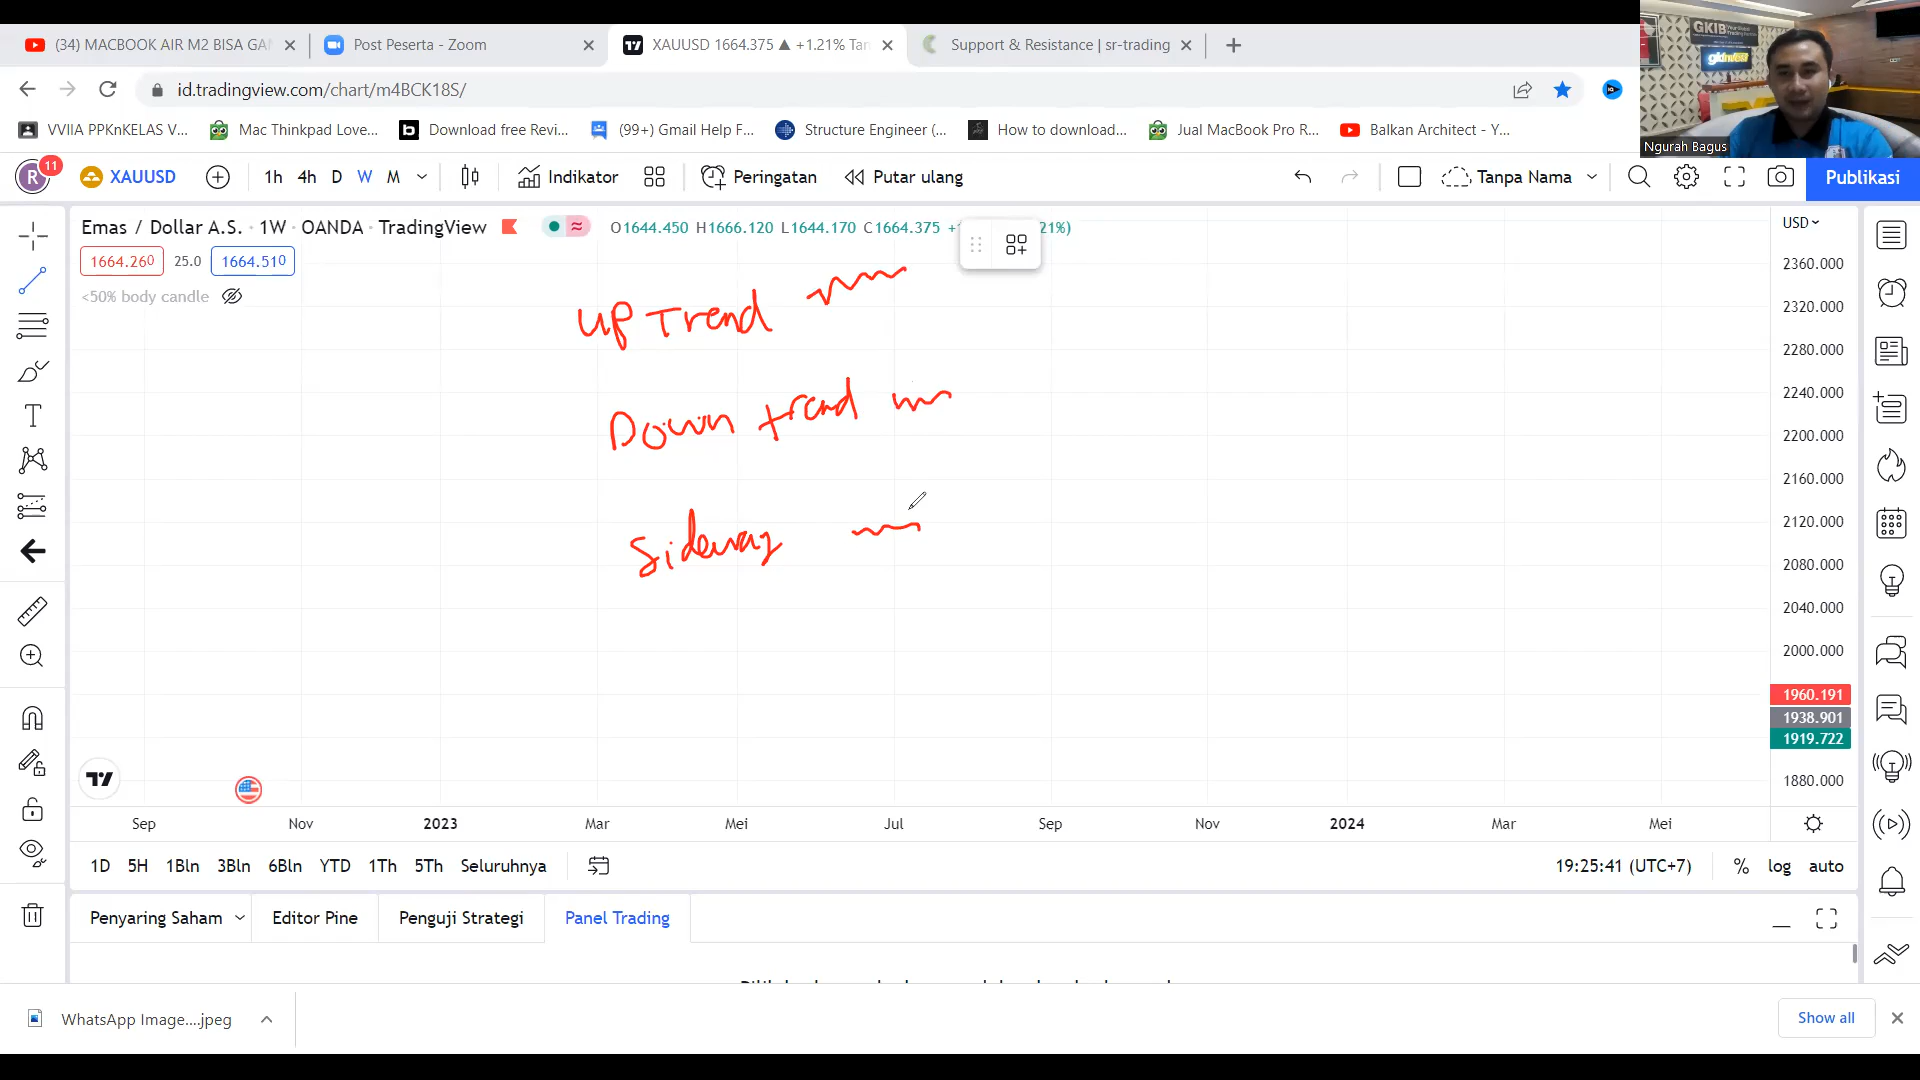 (34) MACBOOK AIR M2 BISA GA
Post Peserta - Zoom
XAUUSD 1664.375 ▲ +1.21% Tan
Support & Resistance | sr-trading
id.tradingview.com/chart/m4BCK18S/
VVIIA PPKnKELAS V...
Mac Thinkpad Love...
Download free Revi...
(99+) Gmail Help F...
Structure Engineer (...
How to download...
Jual MacBook Pro R...
Balkan Architect - Y...
GKIB
gkinvest
Ngurah Bagus
R 11
XAUUSD
1h 4h D W M
Indikator
Peringatan
Putar ulang
Tanpa Nama
Publikasi
Emas / Dollar A.S. · 1W · OANDA · TradingView
O1644.450 H1666.120 L1644.170 C1664.375
21%)
USD
1664.260 25.0 1664.510
<50% body candle
Up Trend
Down trend
Sideway
2360.000
2320.000
2280.000
2240.000
2200.000
2160.000
2120.000
2080.000
2040.000
2000.000
1960.191
1938.901
1919.722
1880.000
Sep Nov 2023 Mar Mei Jul Sep Nov 2024 Mar Mei
1D 5H 1Bln 3Bln 6Bln YTD 1Th 5Th Seluruhnya
19:25:41 (UTC+7) % log auto
Penyaring Saham
Editor Pine
Penguji Strategi
Panel Trading
WhatsApp Image....jpeg
Show all